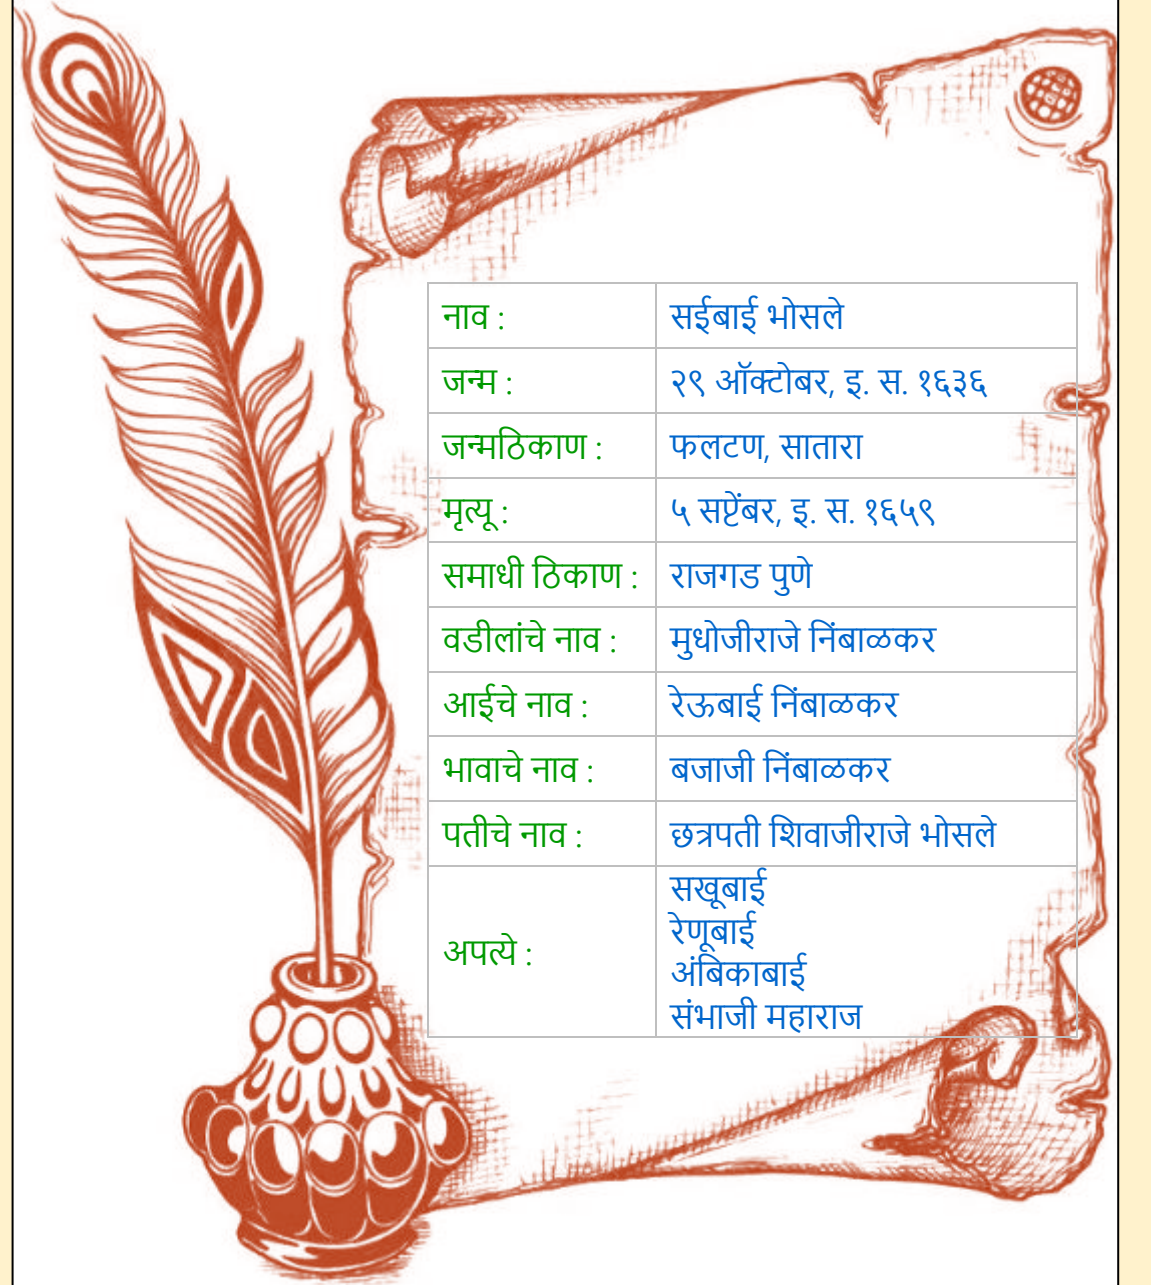 नाव : सईबाई भोसले
जन्म : २९ ऑक्टोबर, इ. स. १६३६
जन्मठिकाण : फलटण, सातारा
मृत्यू : ५ सप्टेंबर, इ. स. १६५९
समाधी ठिकाण : राजगड पुणे
वडीलांचे नाव : मुधोजीराजे निंबाळकर
आईचे नाव : रेऊबाई निंबाळकर
भावाचे नाव : बजाजी निंबाळकर
पतीचे नाव : छत्रपती शिवाजीराजे भोसले
अपत्ये : सखूबाई
रेणूबाई
अंबिकाबाई
संभाजी महाराज